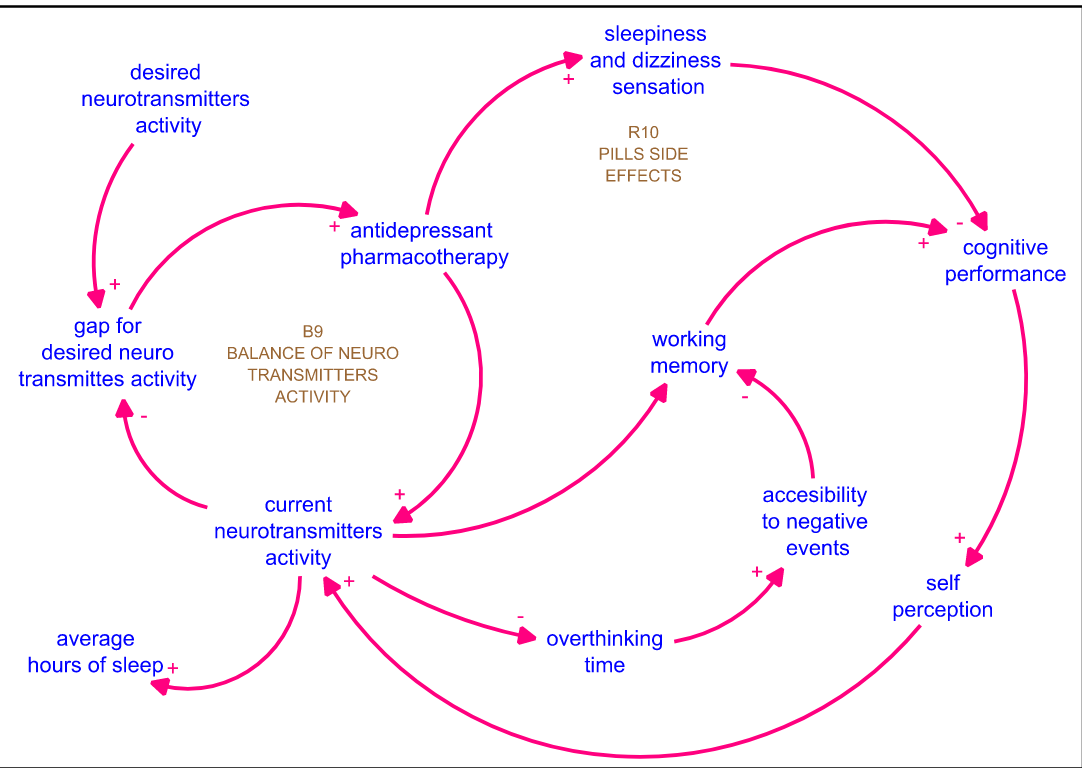 sleepiness
and dizziness
sensation
+
desired
neurotransmitters
activity
R10
PILLS SIDE
EFFECTS
+
antidepressant
pharmacotherapy
-
+
cognitive
performance
+
gap for
desired neuro
transmittes activity
B9
BALANCE OF NEURO
TRANSMITTERS
ACTIVITY
working
memory
-
-
+
current
neurotransmitters
activity
accesibility
to negative
events
+
+
+
self
perception
-
overthinking
time
average
hours of sleep
+